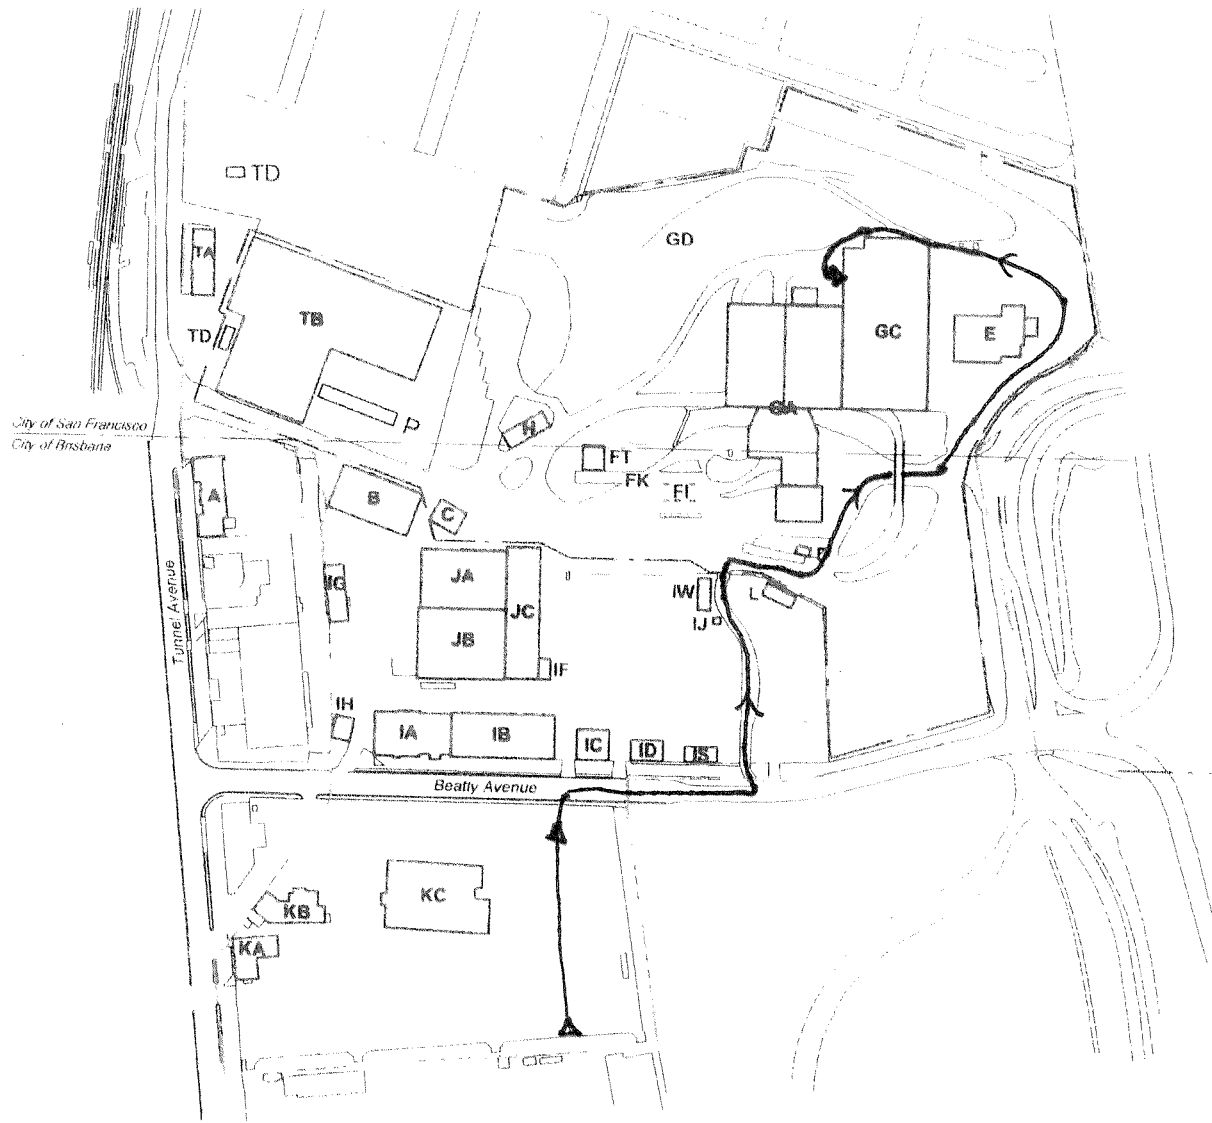 TD
TA
GD
TB
TD
GC
E
City of San Francisco
P
City of Brisbane
FT
FK
A
B
C
JA
IG
JC
IW
L
IJ
JB
IF
Tunnel Avenue
IH
IA
IB
IC
ID
IS
Beatty Avenue
KC
KB
KA